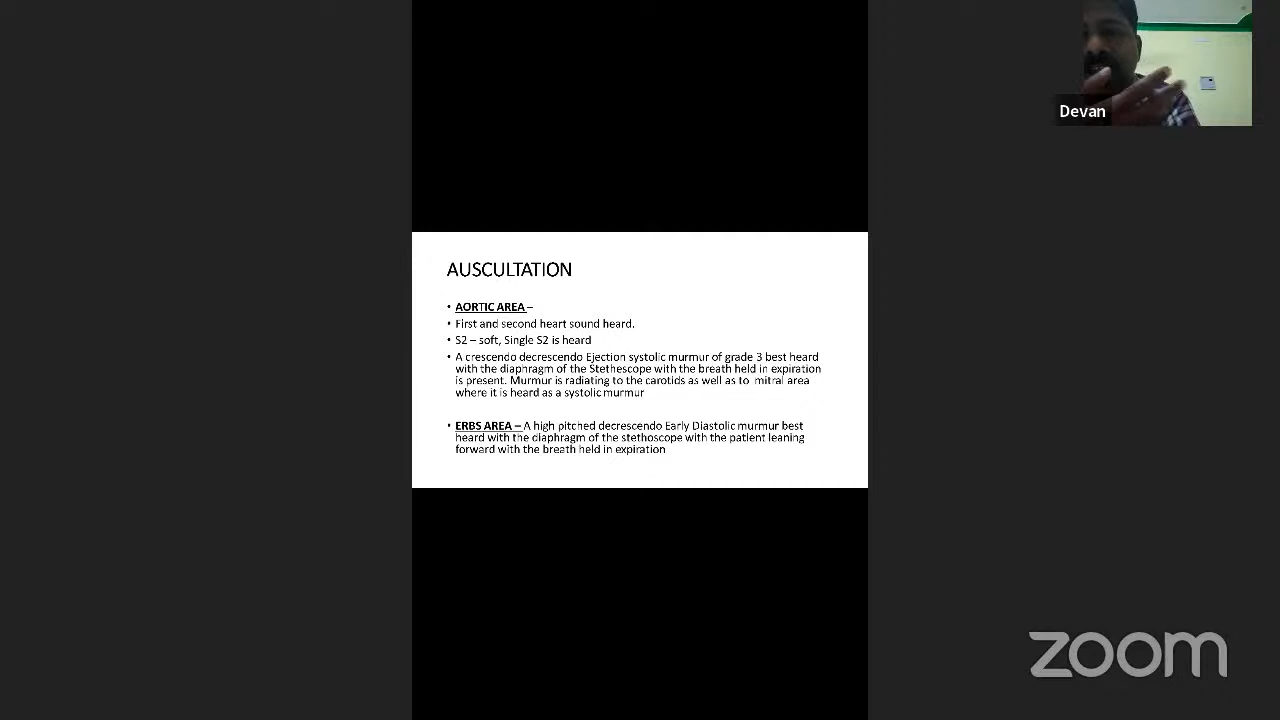 Devan
AUSCULTATION
• AORTIC AREA –
• First and second heart sound heard.
• S2 – soft, Single S2 is heard
• A crescendo decrescendo Ejection systolic murmur of grade 3 best heard
with the diaphragm of the Stethescope with the breath held in expiration
is present. Murmur is radiating to the carotids as well as to mitral area
where it is heard as a systolic murmur
• ERBS AREA – A high pitched decrescendo Early Diastolic murmur best
heard with the diaphragm of the stethoscope with the patient leaning
forward with the breath held in expiration
zoom